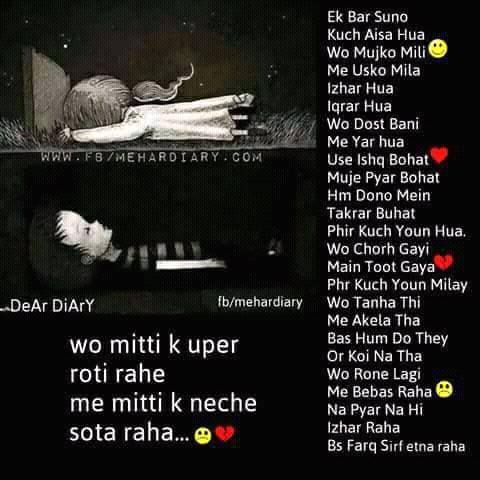 Ek Bar Suno
Kuch Aisa Hua
Wo Mujko Mili
Me Usko Mila
Izhar Hua
Iqrar Hua
Wo Dost Bani
Me Yar hua
Use Ishq Bohat
Muje Pyar Bohat
Hm Dono Mein
Takrar Buhat
Phir Kuch Youn Hua.
Wo Chorh Gayi
Main Toot Gaya
Phr Kuch Youn Milay
Wo Tanha Thi
Me Akela Tha
Bas Hum Do They
Or Koi Na Tha
Wo Rone Lagi
Me Bebas Raha
Na Pyar Na Hi
Izhar Raha
Bs Farq Sirf etna raha
WWW.FB/MEHARDIARY.COM
DeAr DiArY
fb/mehardiary
wo mitti k uper
roti rahe
me mitti k neche
sota raha...